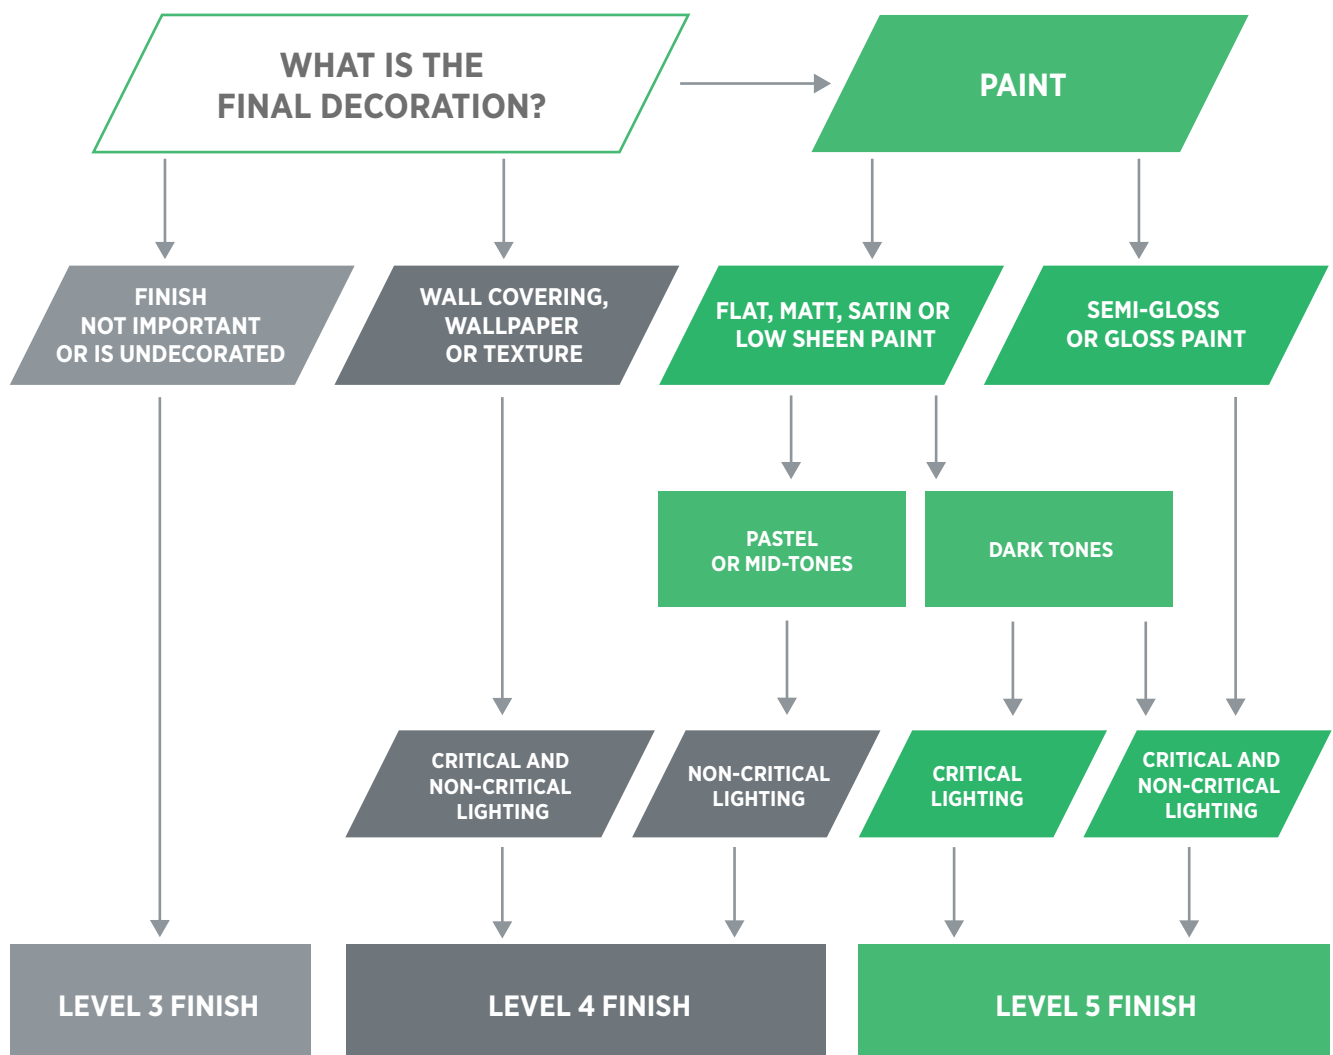 WHAT IS THE
FINAL DECORATION?
PAINT
FINISH
NOT IMPORTANT
OR IS UNDECORATED
WALL COVERING,
WALLPAPER
OR TEXTURE
FLAT, MATT, SATIN OR
LOW SHEEN PAINT
SEMI-GLOSS
OR GLOSS PAINT
PASTEL
OR MID-TONES
DARK TONES
CRITICAL AND
NON-CRITICAL
LIGHTING
NON-CRITICAL
LIGHTING
CRITICAL
LIGHTING
CRITICAL AND
NON-CRITICAL
LIGHTING
LEVEL 3 FINISH
LEVEL 4 FINISH
LEVEL 5 FINISH